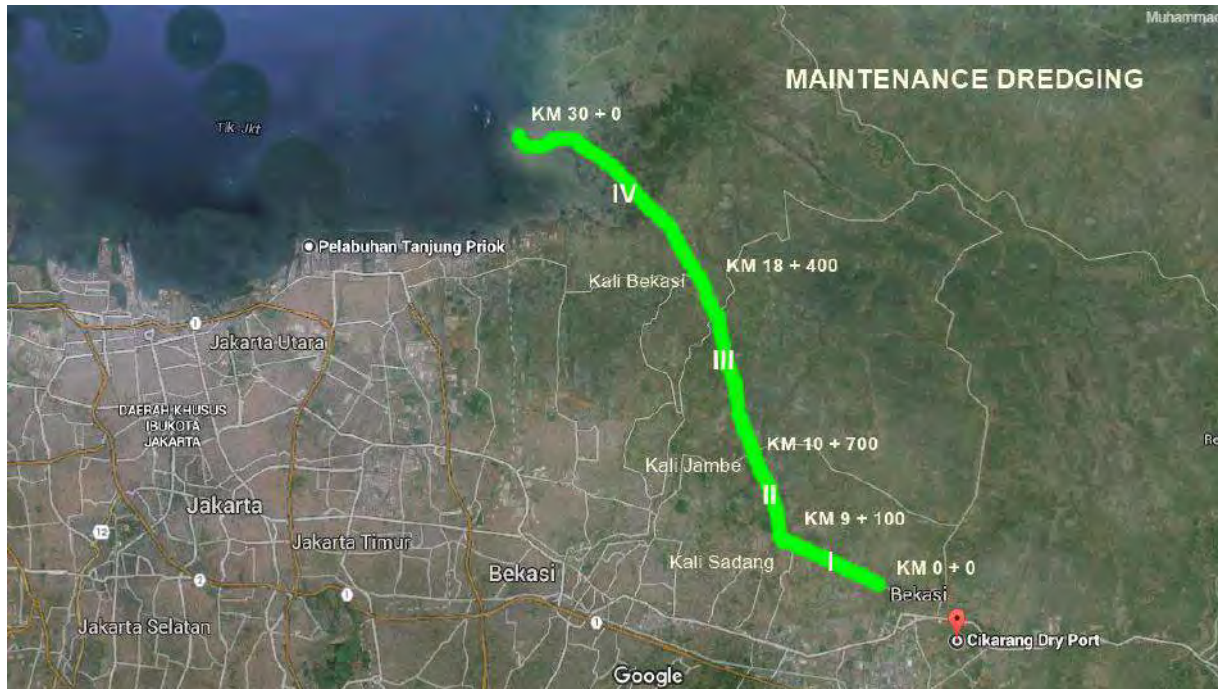 Muhammad
MAINTENANCE DREDGING
KM 30 + 0
Tlk Jkt
IV
Pelabuhan Tanjung Priok
KM 18 + 400
Kali Bekasi
1
Jakarta Utara
III
DAERAH KHUSUS
IBUKOTA
JAKARTA
KM 10 + 700
Kali Jambe
II
Jakarta
KM 9 + 100
12
Jakarta Timur
Kali Sadang
I
Bekasi
KM 0 + 0
2
1
Bekasi
Jakarta Selatan
1
Cikarang Dry Port
Google